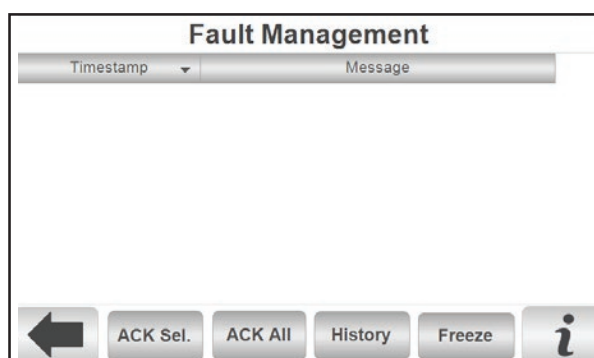 Fault Management
Timestamp Message
ACK Sel. ACK All History Freeze i